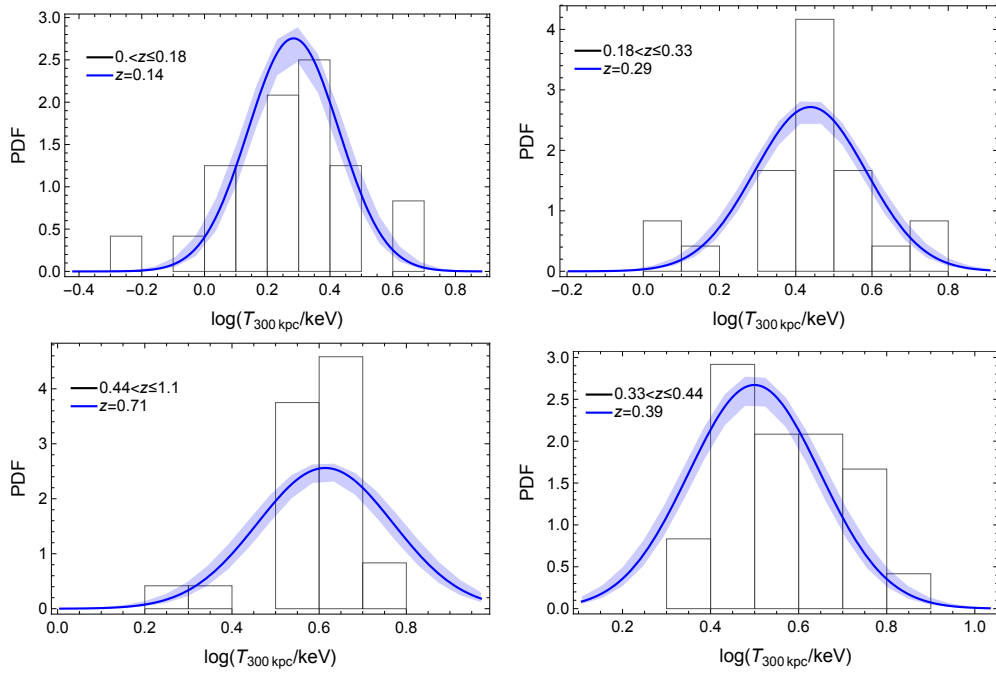 3.0
2.5
2.0
1.5
1.0
0.5
0.0
PDF
0.<z≤0.18
z=0.14
−0.4 −0.2 0.0 0.2 0.4 0.6 0.8
log(T300 kpc/keV)
4
3
2
1
0
PDF
0.18<z≤0.33
z=0.29
−0.2 0.0 0.2 0.4 0.6 0.8
log(T300 kpc/keV)
4
3
2
1
0
PDF
0.44<z≤1.1
z=0.71
0.0 0.2 0.4 0.6 0.8
log(T300 kpc/keV)
3.0
2.5
2.0
1.5
1.0
0.5
0.0
PDF
0.33<z≤0.44
z=0.39
0.2 0.4 0.6 0.8 1.0
log(T300 kpc/keV)